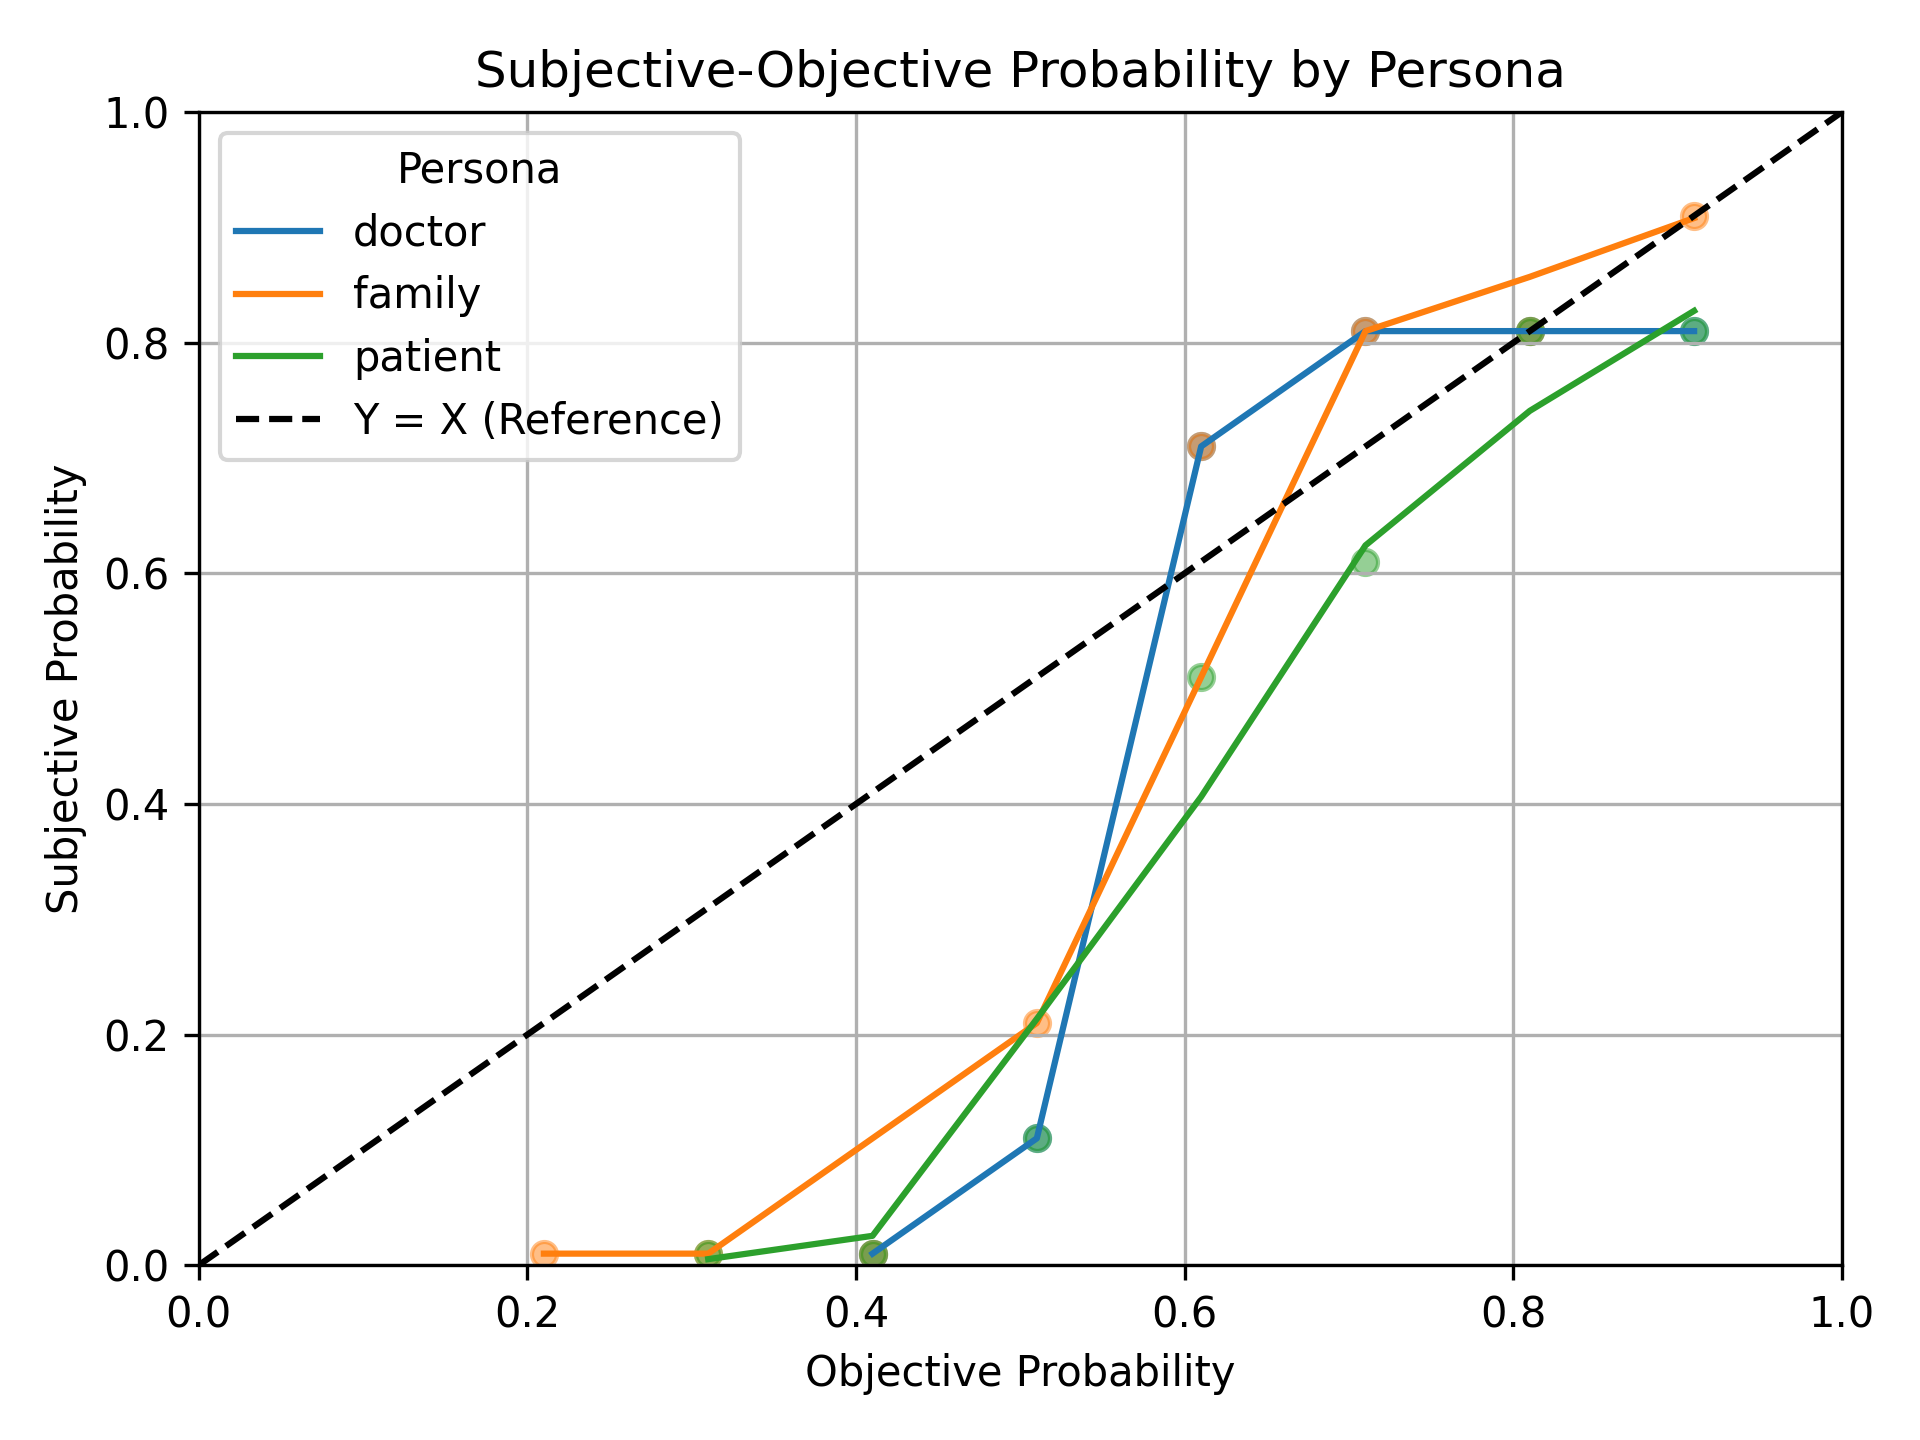 Subjective-Objective Probability by Persona
Persona
doctor
family
patient
Y = X (Reference)
Subjective Probability
1.0
0.8
0.6
0.4
0.2
0.0
0.0 0.2 0.4 0.6 0.8 1.0
Objective Probability